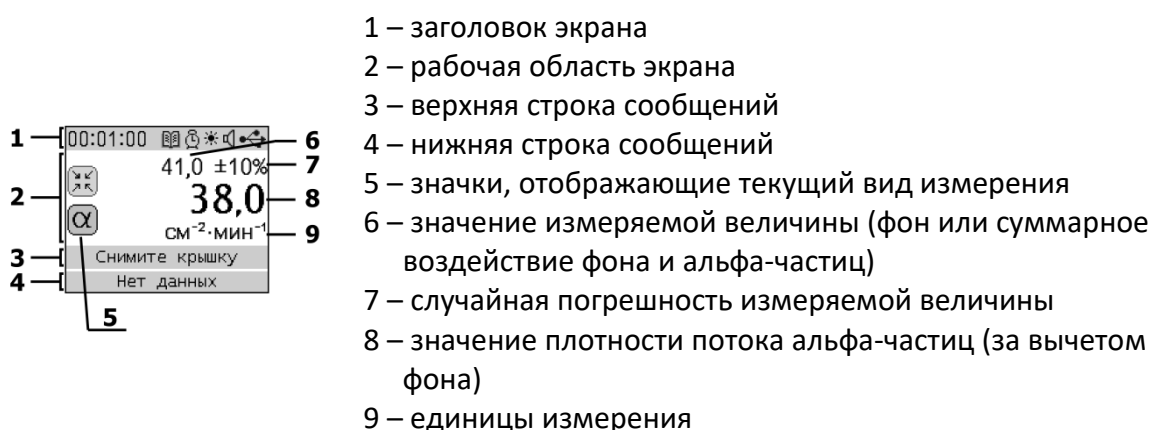 1 – заголовок экрана
2 – рабочая область экрана
3 – верхняя строка сообщений
4 – нижняя строка сообщений
5 – значки, отображающие текущий вид измерения
6 – значение измеряемой величины (фон или суммарное
воздействие фона и альфа-частиц)
7 – случайная погрешность измеряемой величины
8 – значение плотности потока альфа-частиц (за вычетом
фона)
9 – единицы измерения
1
00:01:00
6
41,0 ±10%
7
2
38,0
8
α
см⁻²·мин⁻¹
9
3
Снимите крышку
4
Нет данных
5